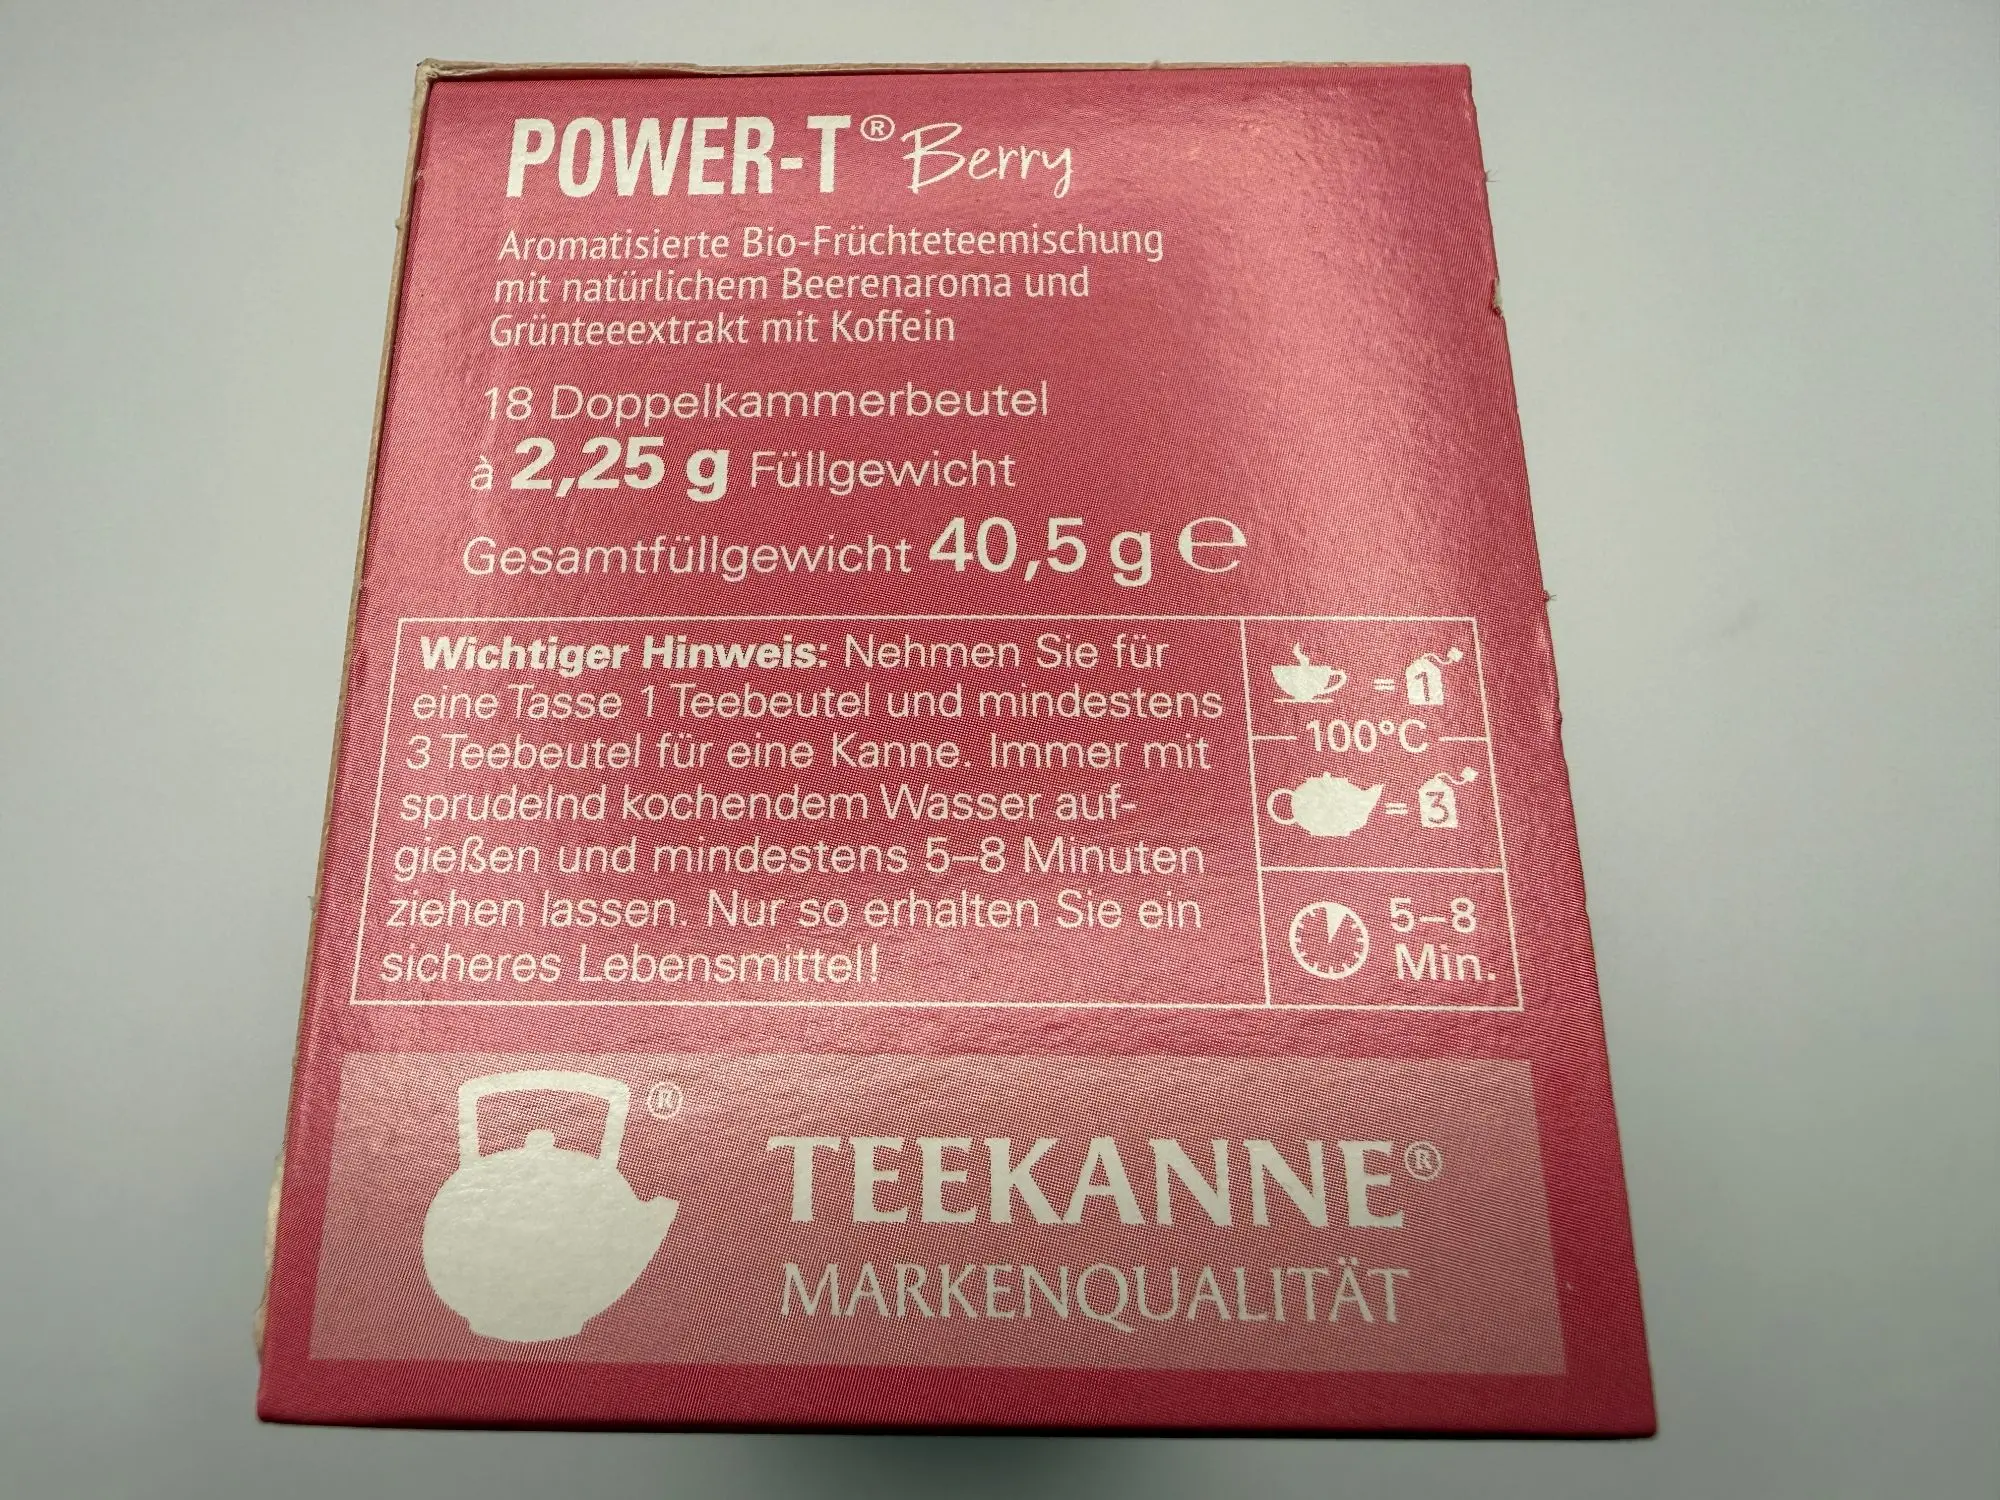 POWER-T® Berry
Aromatisierte Bio-Früchteteemischung
mit natürlichem Beerenaroma und
Grünteeextrakt mit Koffein
18 Doppelkammerbeutel
à 2,25 g Füllgewicht
Gesamtfüllgewicht 40,5 g ℮
Wichtiger Hinweis: Nehmen Sie für
eine Tasse 1 Teebeutel und mindestens
3 Teebeutel für eine Kanne. Immer mit
sprudelnd kochendem Wasser auf-
gießen und mindestens 5–8 Minuten
ziehen lassen. Nur so erhalten Sie ein
sicheres Lebensmittel!
= 1
100°C
= 3
5–8
Min.
®
TEEKANNE®
MARKENQUALITÄT